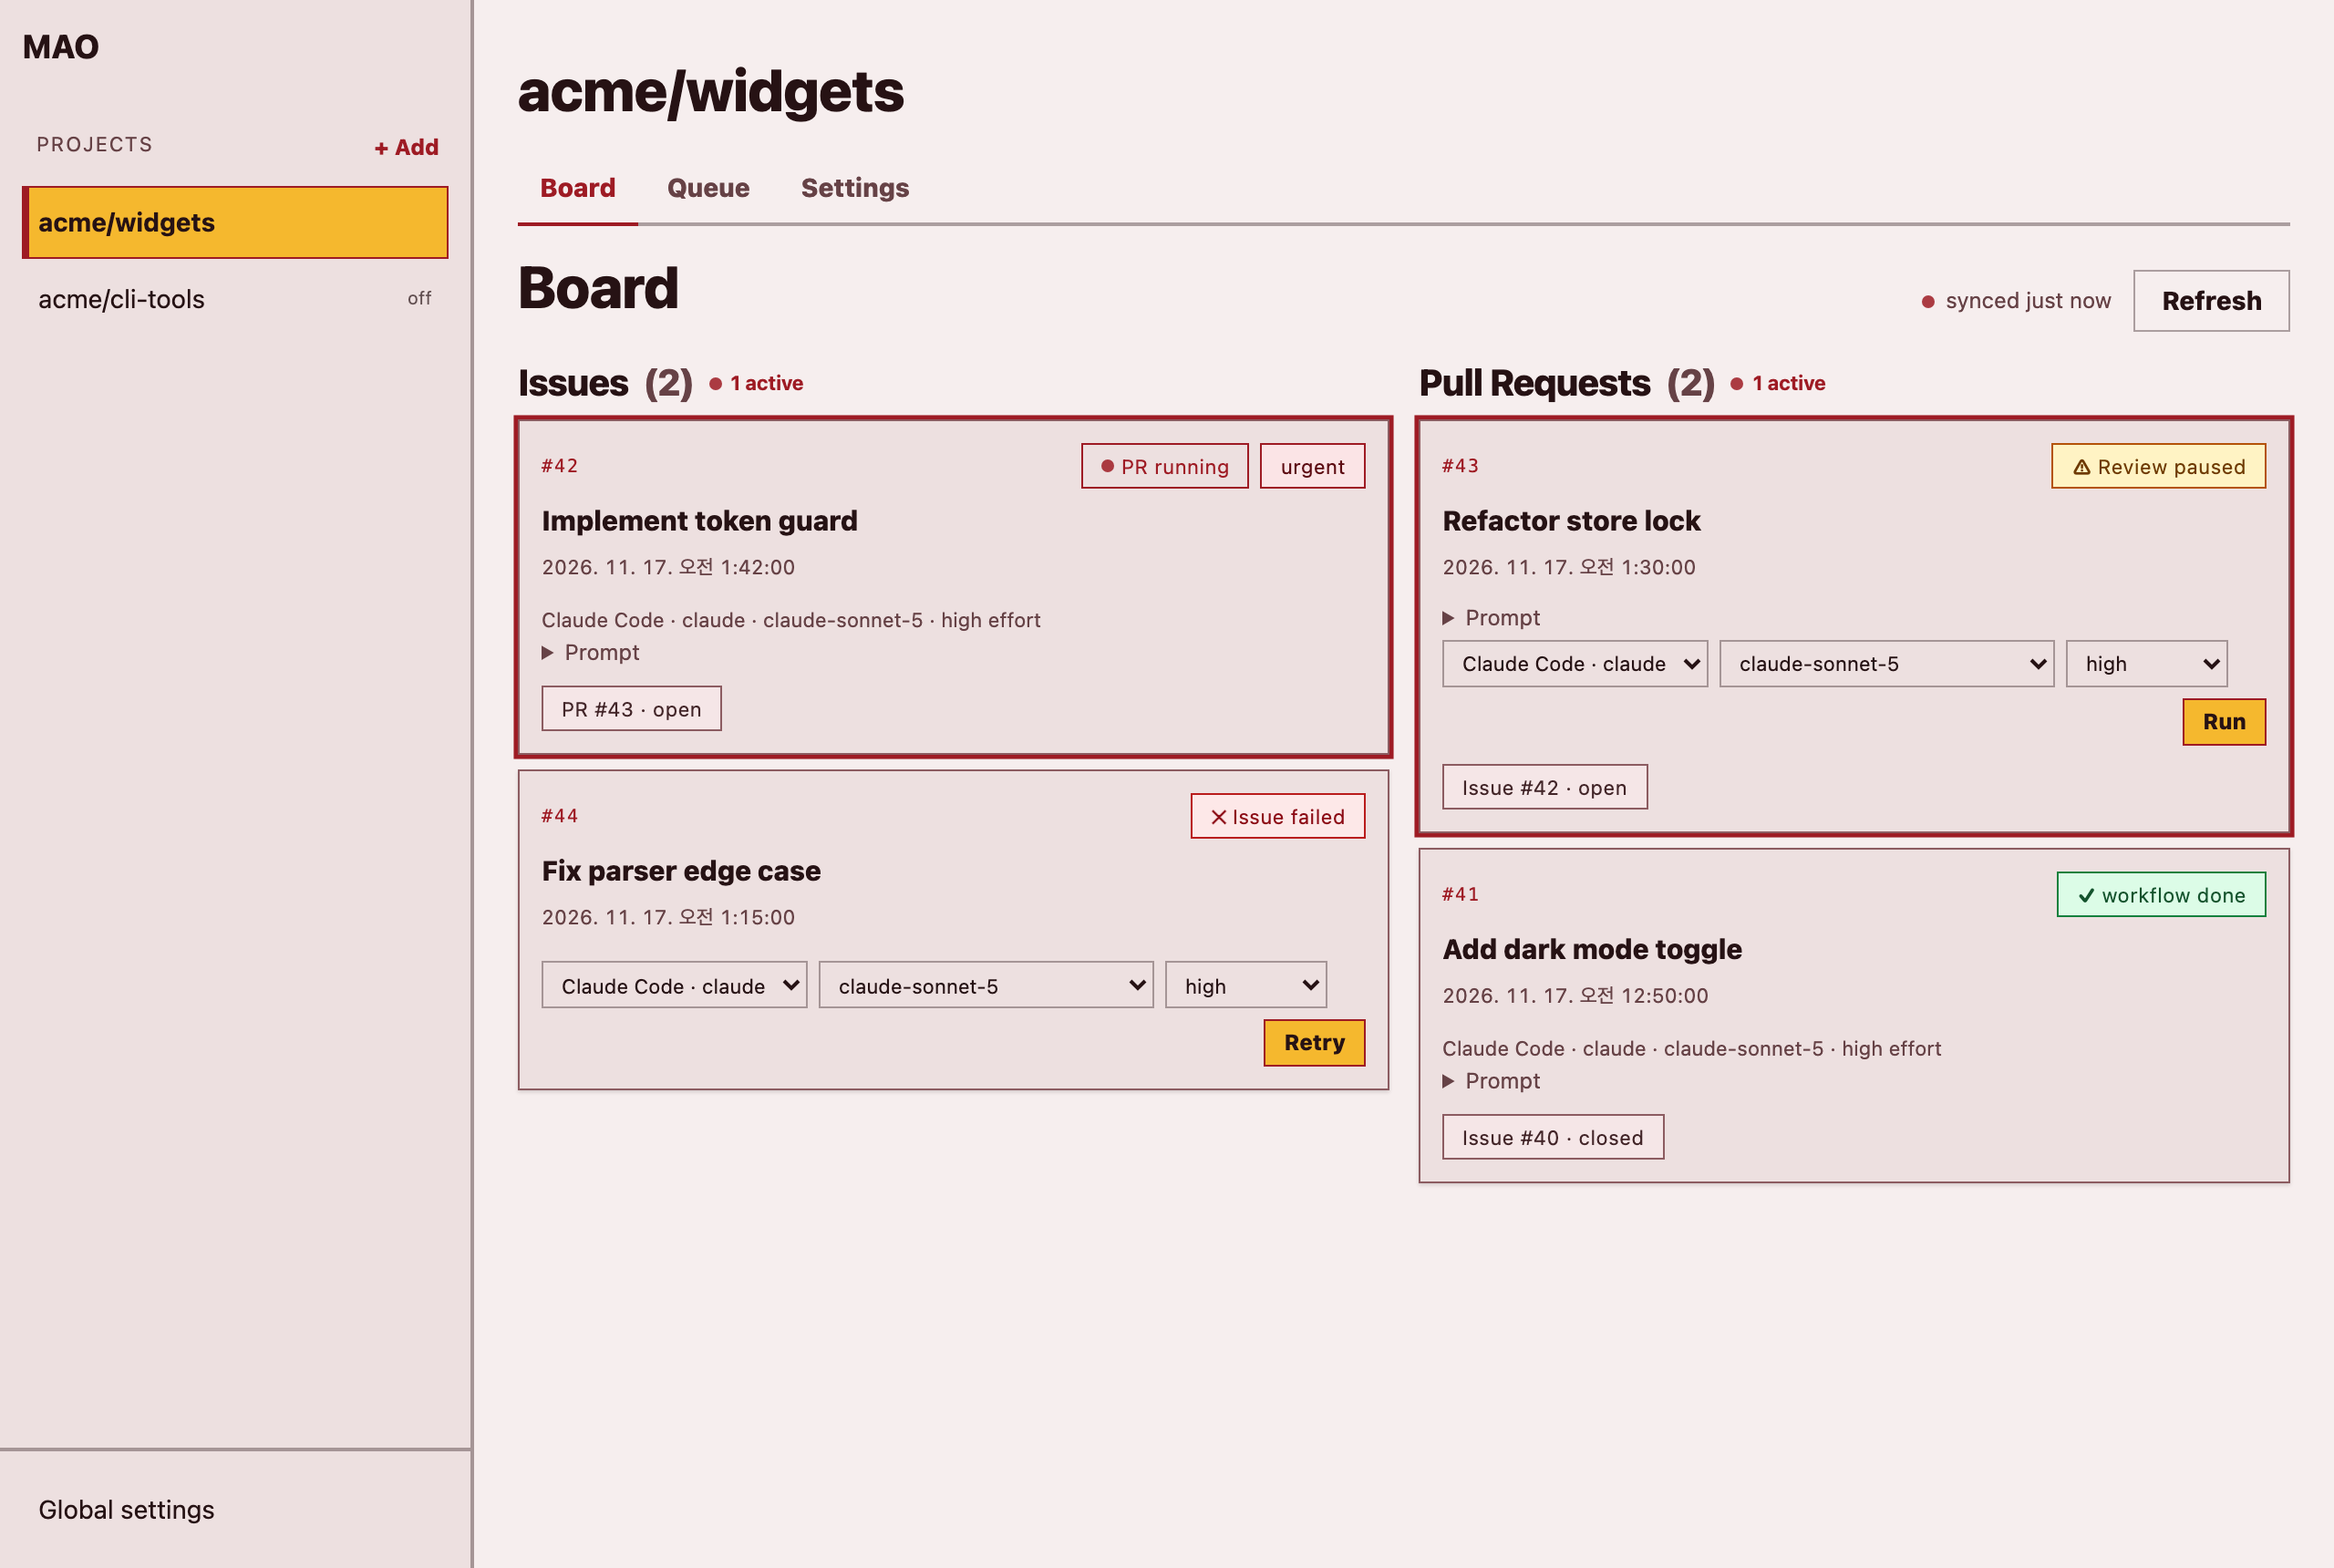 MAO
PROJECTS
+ Add
acme/widgets
acme/cli-tools
off
Global settings
acme/widgets
Board
Queue
Settings
Board
synced just now
Refresh
Issues (2) 1 active
#42
PR running
urgent
Implement token guard
2026. 11. 17. 오전 1:42:00
Claude Code · claude · claude-sonnet-5 · high effort
Prompt
PR #43 · open
#44
Issue failed
Fix parser edge case
2026. 11. 17. 오전 1:15:00
Claude Code · claude
claude-sonnet-5
high
Retry
Pull Requests (2) 1 active
#43
Review paused
Refactor store lock
2026. 11. 17. 오전 1:30:00
Prompt
Claude Code · claude
claude-sonnet-5
high
Run
Issue #42 · open
#41
workflow done
Add dark mode toggle
2026. 11. 17. 오전 12:50:00
Claude Code · claude · claude-sonnet-5 · high effort
Prompt
Issue #40 · closed